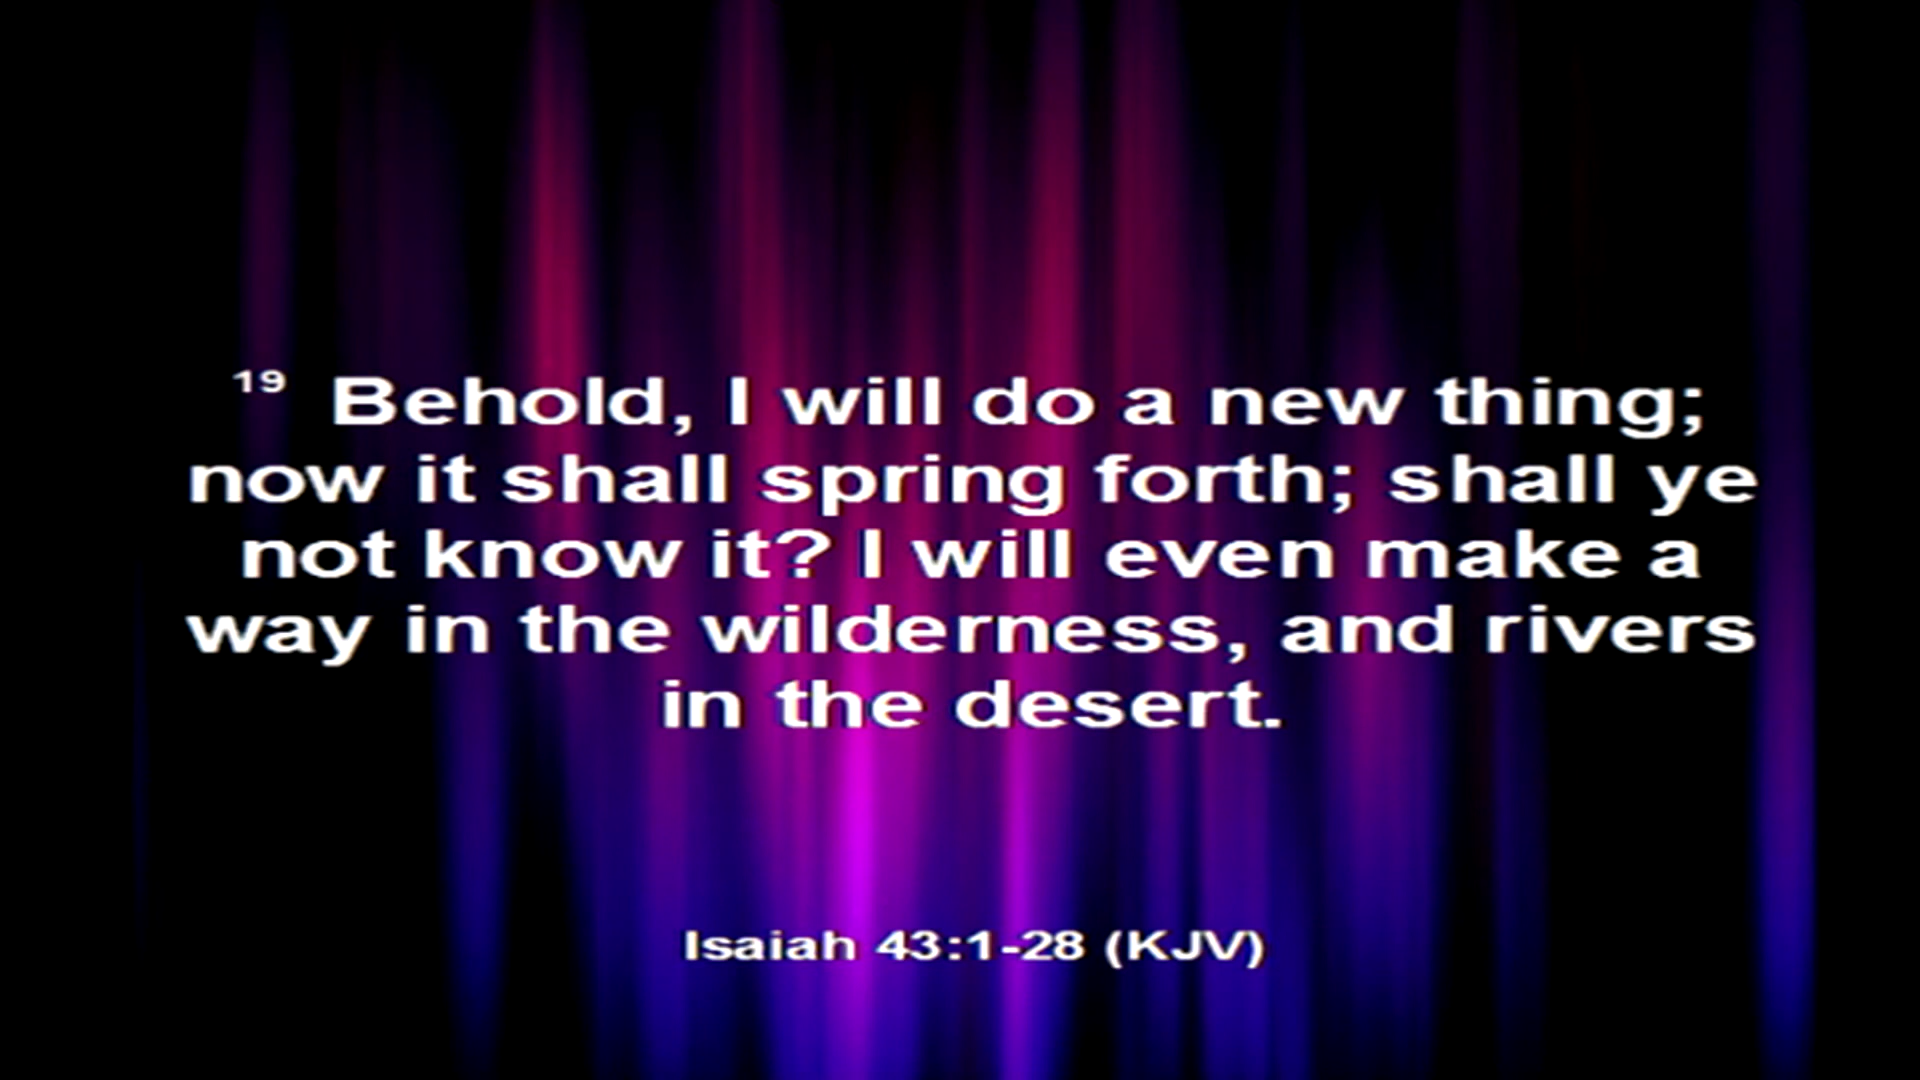 19 Behold, I will do a new thing;
now it shall spring forth; shall ye
not know it? I will even make a
way in the wilderness, and rivers
in the desert.
Isaiah 43:1-28 (KJV)